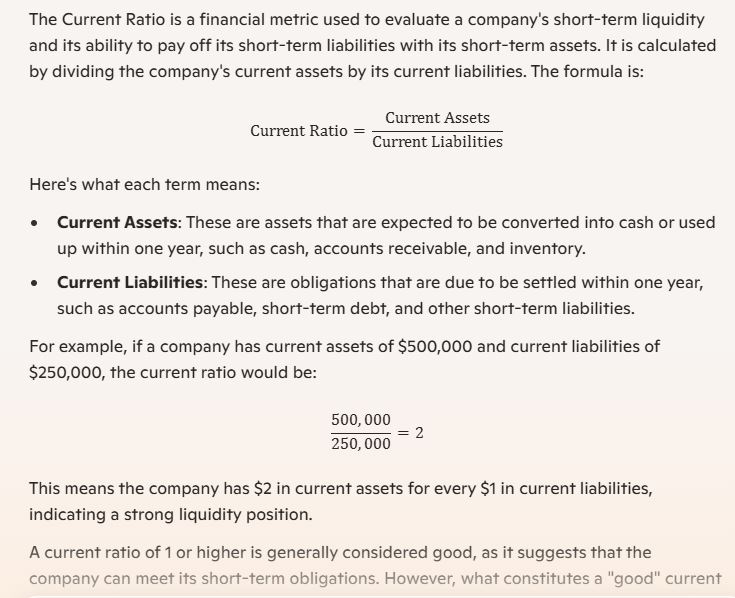 The Current Ratio is a financial metric used to evaluate a company's short-term liquidity
and its ability to pay off its short-term liabilities with its short-term assets. It is calculated
by dividing the company's current assets by its current liabilities. The formula is:
Current Ratio = Current Assets
Current Liabilities
Here's what each term means:
• Current Assets: These are assets that are expected to be converted into cash or used
up within one year, such as cash, accounts receivable, and inventory.
• Current Liabilities: These are obligations that are due to be settled within one year,
such as accounts payable, short-term debt, and other short-term liabilities.
For example, if a company has current assets of $500,000 and current liabilities of
$250,000, the current ratio would be:
500,000
250,000 = 2
This means the company has $2 in current assets for every $1 in current liabilities,
indicating a strong liquidity position.
A current ratio of 1 or higher is generally considered good, as it suggests that the
company can meet its short-term obligations. However, what constitutes a "good" current